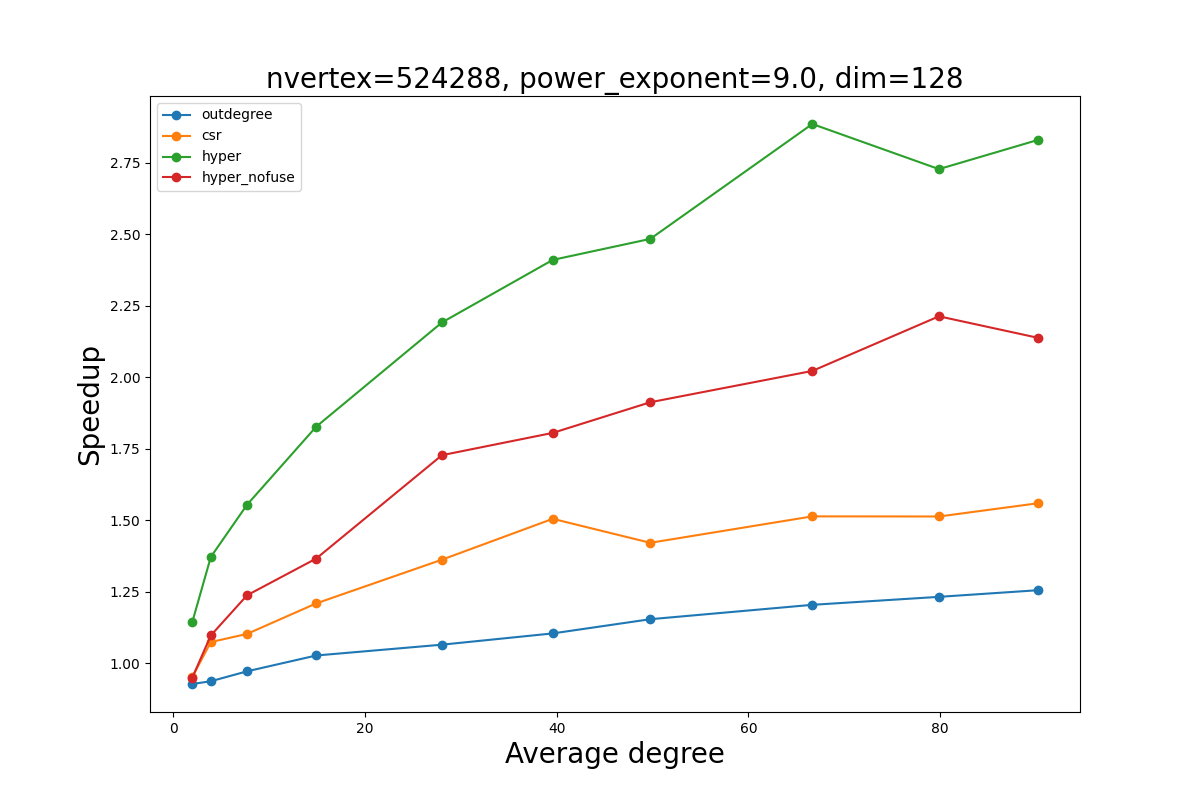 nvertex=524288, power_exponent=9.0, dim=128
outdegree
csr
hyper
hyper_nofuse
2.75
2.50
2.25
2.00
1.75
1.50
1.25
1.00
Speedup
0 20 40 60 80
Average degree